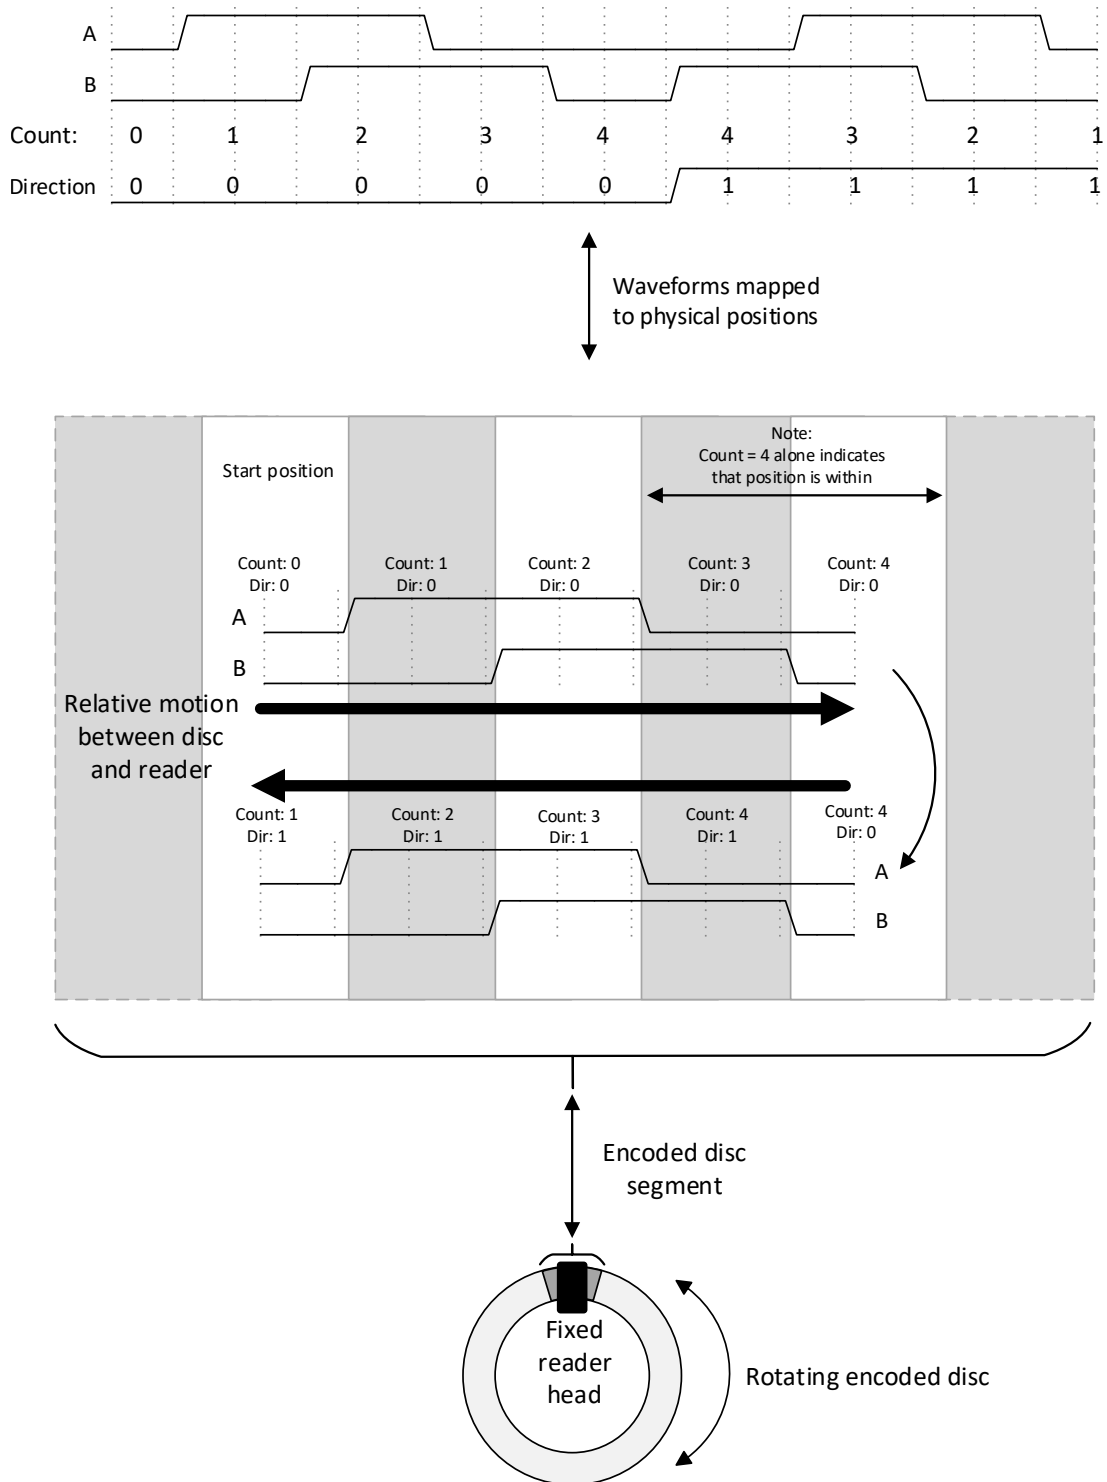 A
B
Count: 0 1 2 3 4 4 3 2 1
Direction 0 0 0 0 0 1 1 1 1
Waveforms mapped
to physical positions
Note:
Count = 4 alone indicates
that position is within
Start position
Count: 0 Count: 1 Count: 2 Count: 3 Count: 4
Dir: 0 Dir: 0 Dir: 0 Dir: 0 Dir: 0
A
B
Relative motion
between disc
and reader
Count: 1 Count: 2 Count: 3 Count: 4 Count: 4
Dir: 1 Dir: 1 Dir: 1 Dir: 1 Dir: 0
A
B
Encoded disc
segment
Fixed
reader
head
Rotating encoded disc